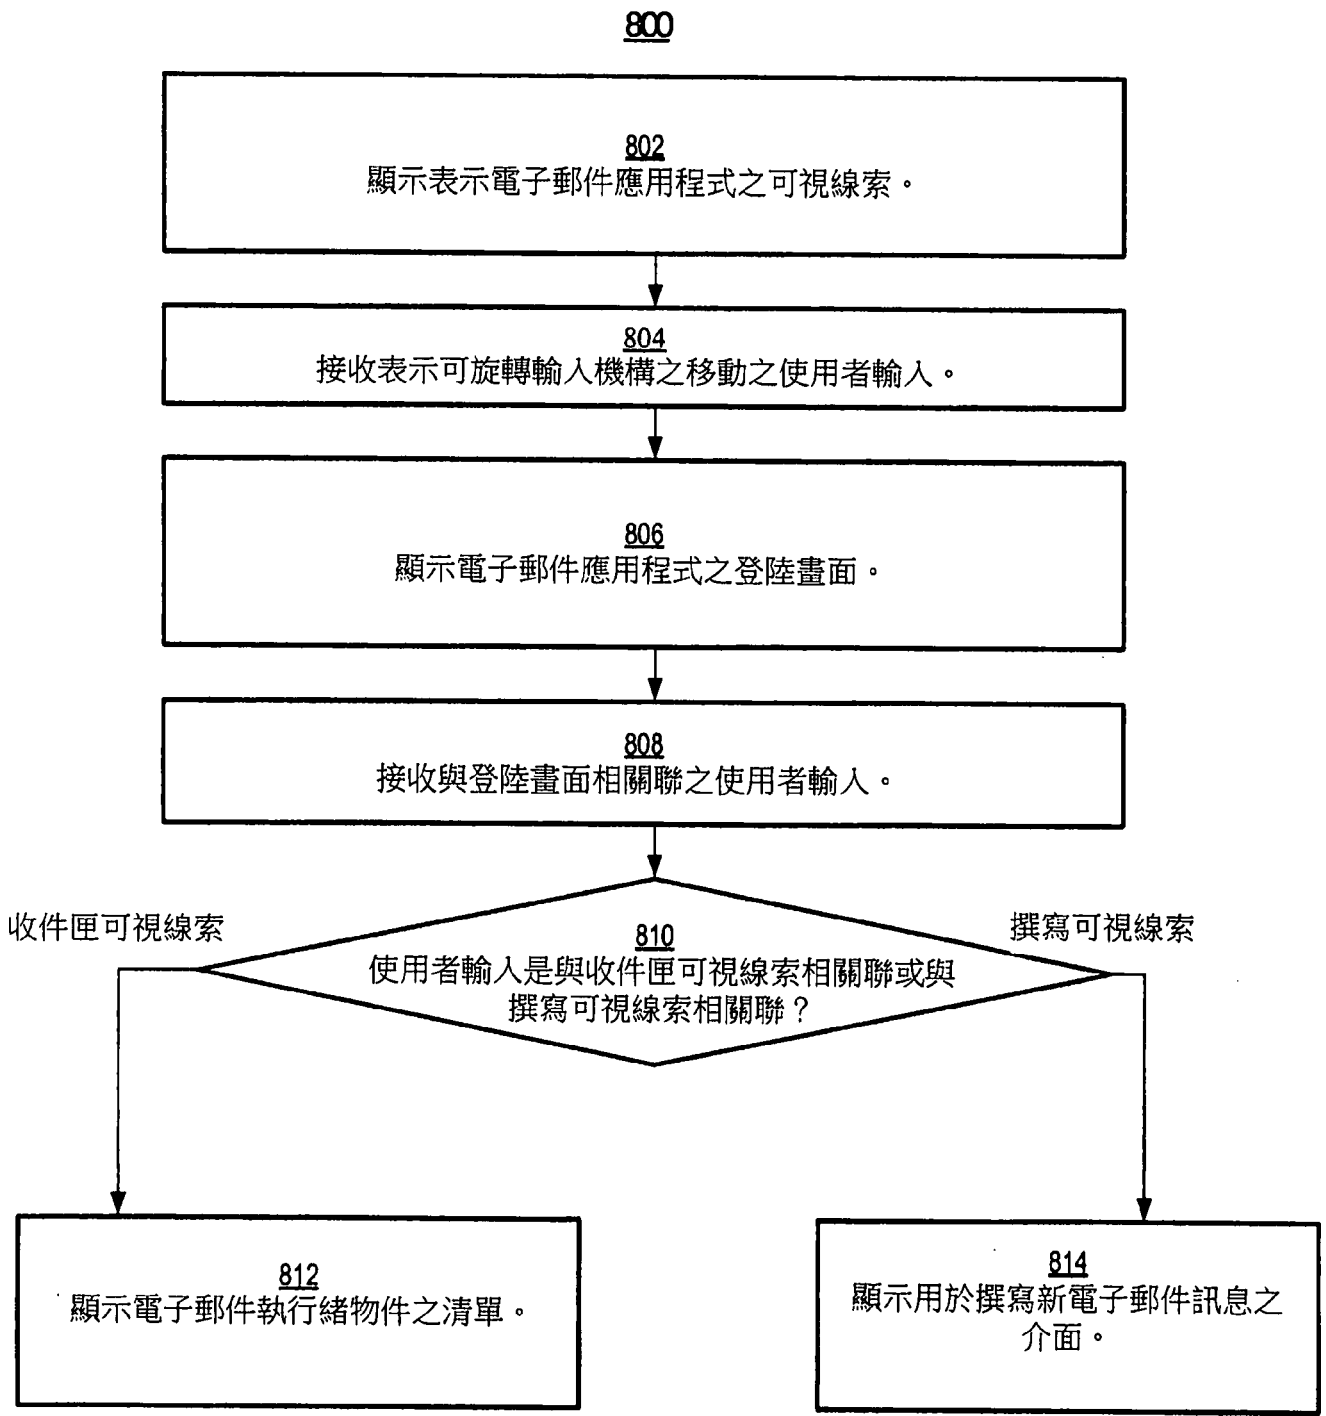 800
802
顯示表示電子郵件應用程式之可視線索。
804
接收表示可旋轉輸入機構之移動之使用者輸入。
806
顯示電子郵件應用程式之登陸畫面。
808
接收與登陸畫面相關聯之使用者輸入。
收件匣可視線索
撰寫可視線索
810
使用者輸入是與收件匣可視線索相關聯或與
撰寫可視線索相關聯?
812
顯示電子郵件執行緒物件之清單。
814
顯示用於撰寫新電子郵件訊息之
介面。